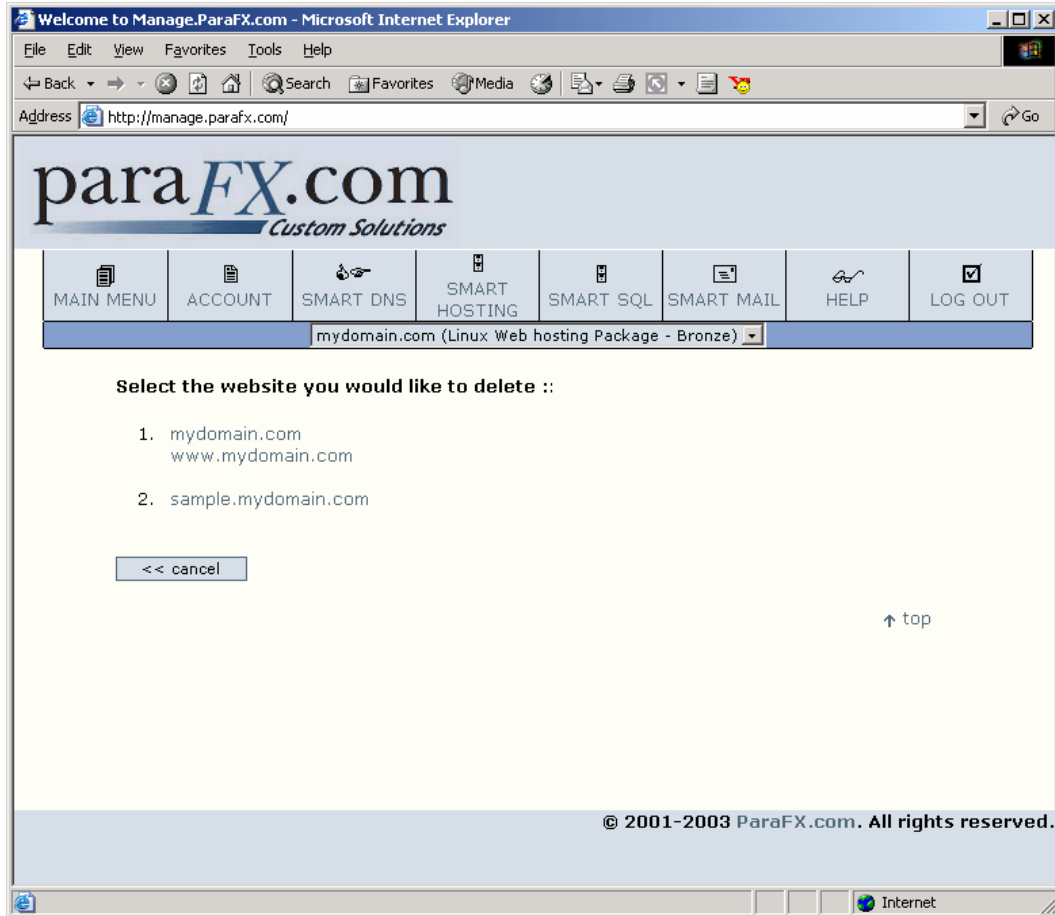 Welcome to Manage.ParaFX.com - Microsoft Internet Explorer
File Edit View Favorites Tools Help
Back Search Favorites Media
Address http://manage.parafx.com/ Go
paraFX.com
Custom Solutions
MAIN MENU ACCOUNT SMART DNS SMART HOSTING SMART SQL SMART MAIL HELP LOG OUT
mydomain.com (Linux Web hosting Package - Bronze)
Select the website you would like to delete ::
1. mydomain.com
www.mydomain.com
2. sample.mydomain.com
<< cancel
top
© 2001-2003 ParaFX.com. All rights reserved.
Internet